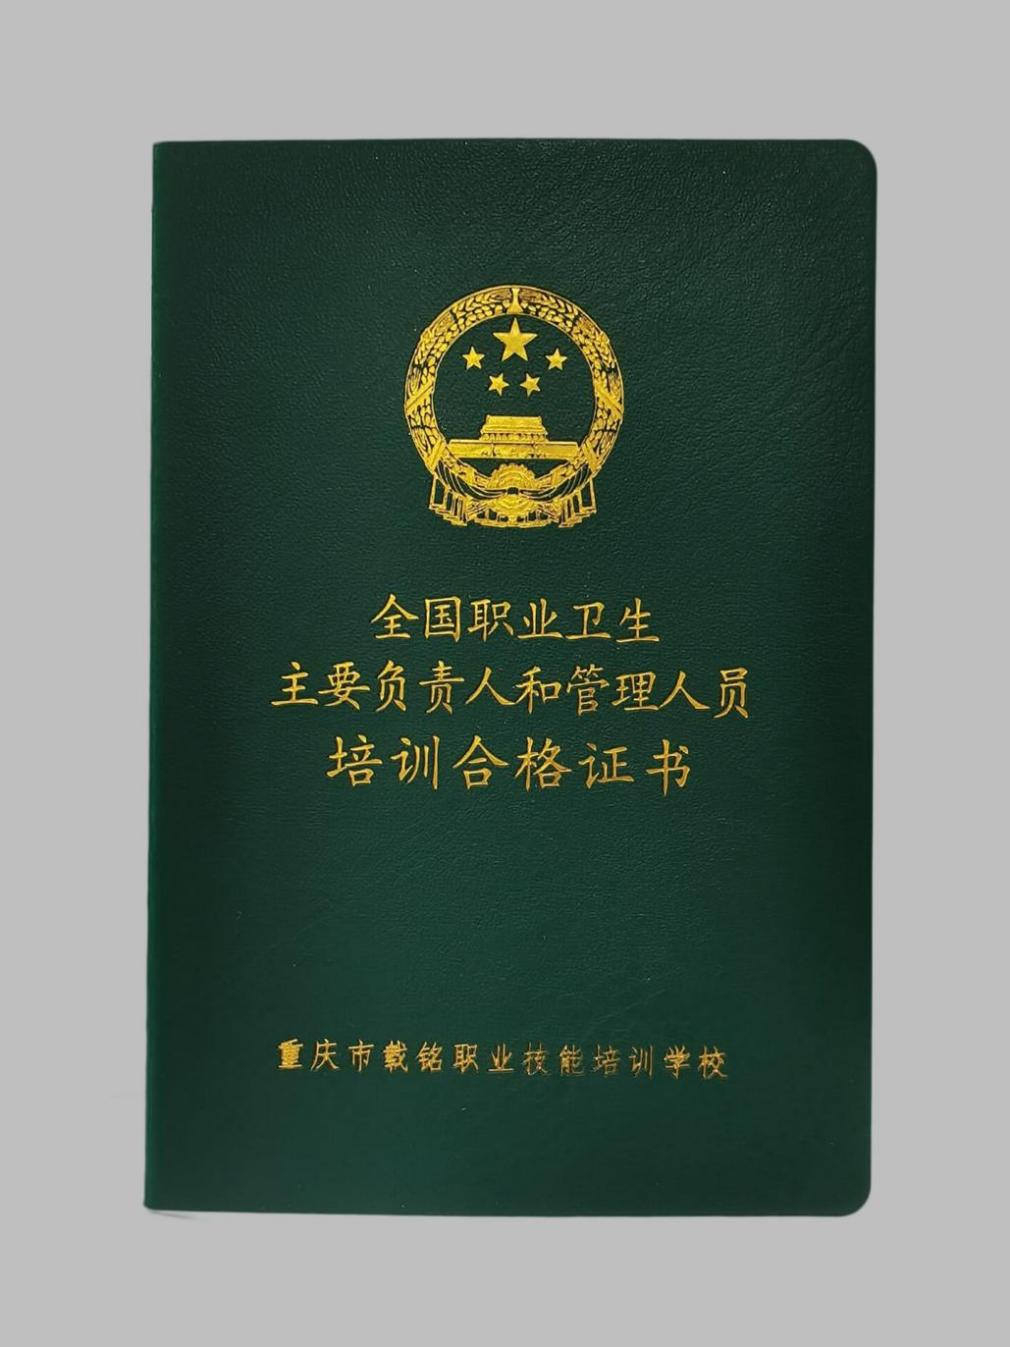 全国职业卫生
主要负责人和管理人员
培训合格证书
重庆市载铭职业技能培训学校